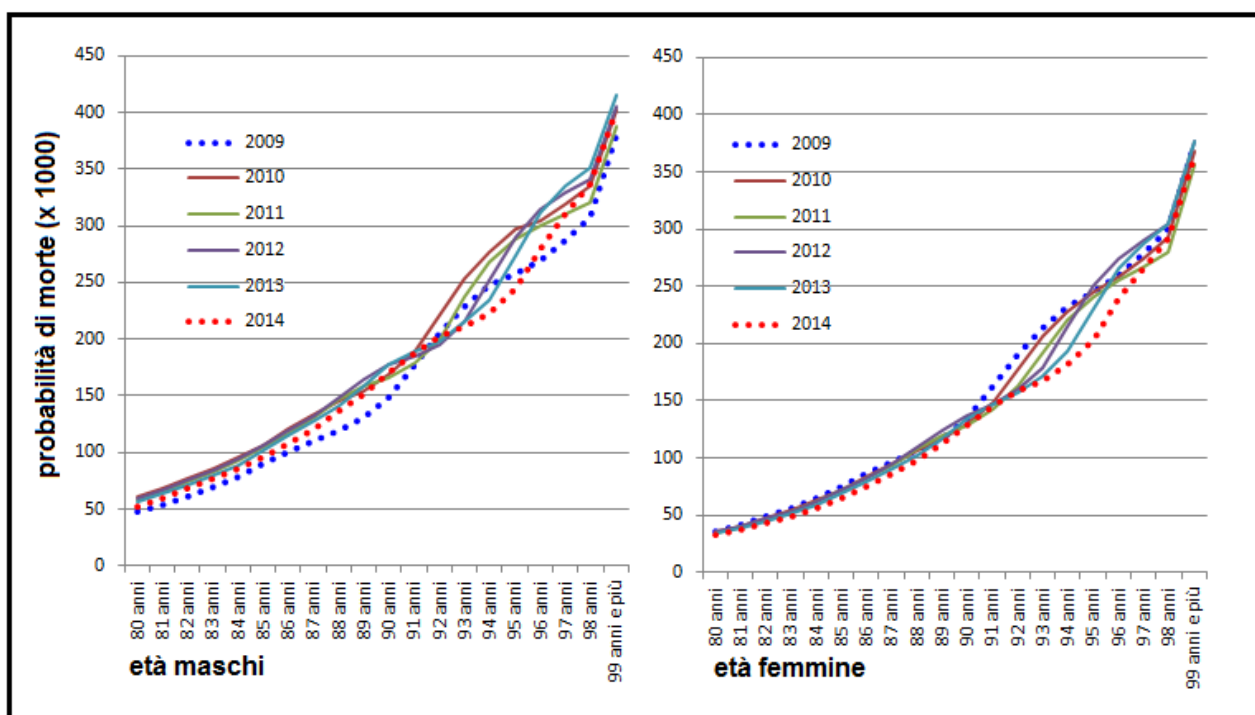 probabilità di morte (x 1000)
450
400
350
300
250
200
150
100
50
0
2009
2010
2011
2012
2013
2014
80 anni
81 anni
82 anni
83 anni
84 anni
85 anni
86 anni
87 anni
88 anni
89 anni
90 anni
91 anni
92 anni
93 anni
94 anni
95 anni
96 anni
97 anni
98 anni
99 anni e più
età maschi
450
400
350
300
250
200
150
100
50
0
2009
2010
2011
2012
2013
2014
80 anni
81 anni
82 anni
83 anni
84 anni
85 anni
86 anni
87 anni
88 anni
89 anni
90 anni
91 anni
92 anni
93 anni
94 anni
95 anni
96 anni
97 anni
98 anni
99 anni e più
età femmine